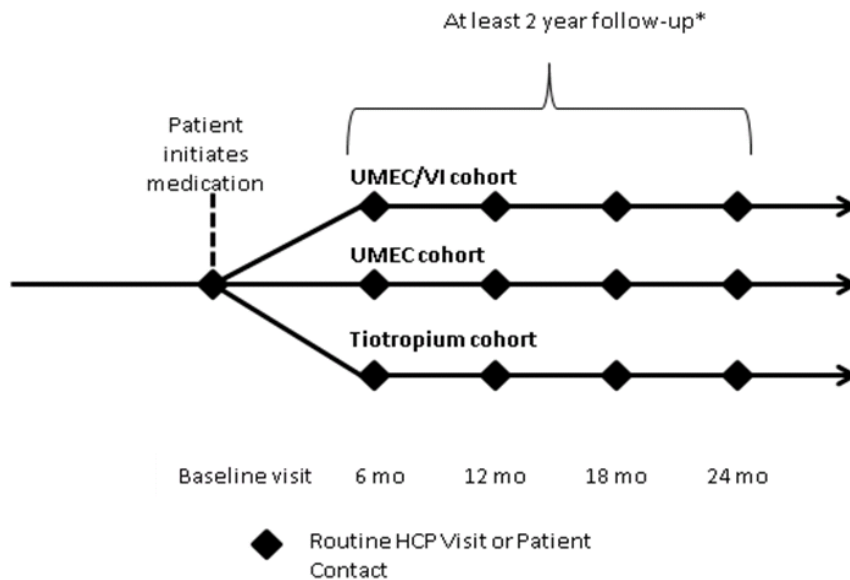 At least 2 year follow-up*
Patient
initiates
medication
UMEC/VI cohort
UMEC cohort
Tiotropium cohort
Baseline visit 6 mo 12 mo 18 mo 24 mo
Routine HCP Visit or Patient
Contact